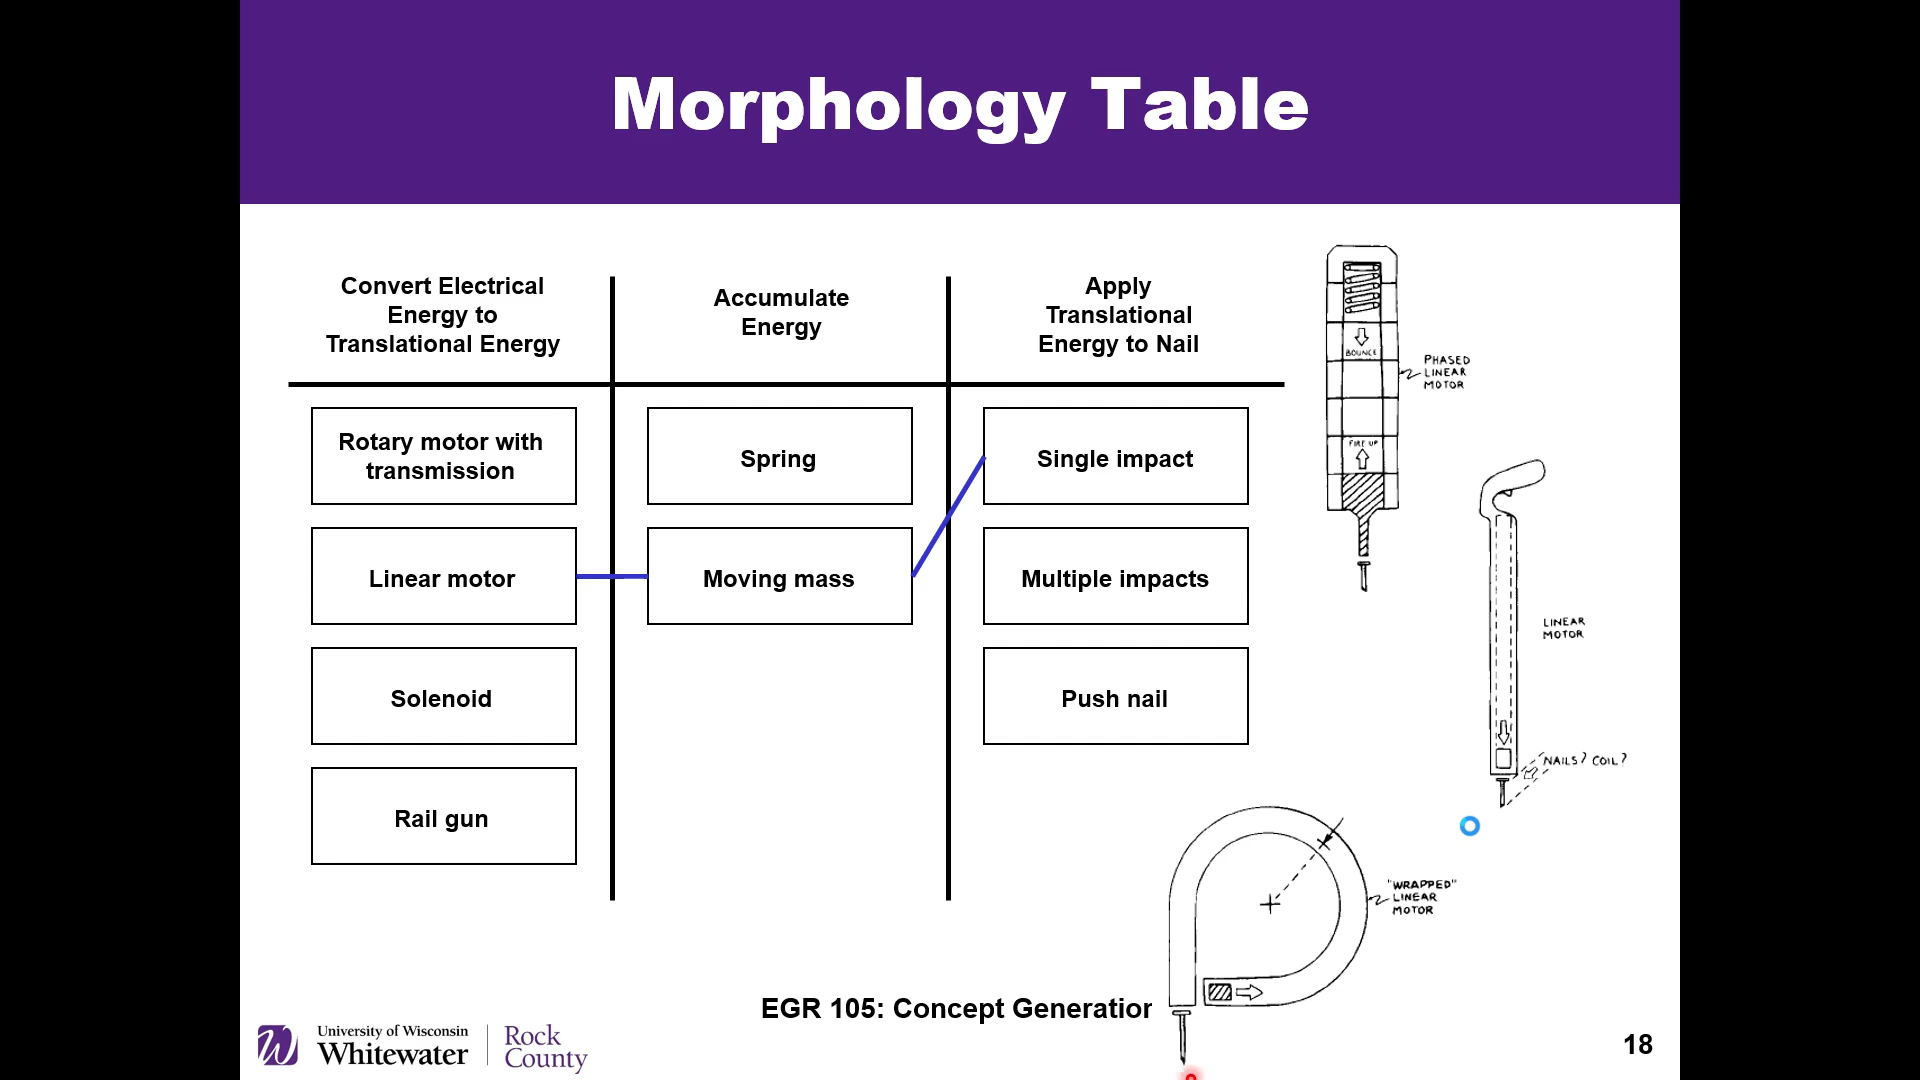 Morphology Table
Convert Electrical
Energy to
Translational Energy
Accumulate
Energy
Apply
Translational
Energy to Nail
Rotary motor with
transmission
Spring
Single impact
Linear motor
Moving mass
Multiple impacts
Solenoid
Push nail
Rail gun
BOUNCE
FIRE UP
PHASED
LINEAR
MOTOR
LINEAR
MOTOR
NAILS? COIL?
"WRAPPED"
LINEAR
MOTOR
EGR 105: Concept Generation
University of Wisconsin
Whitewater
Rock
County
18